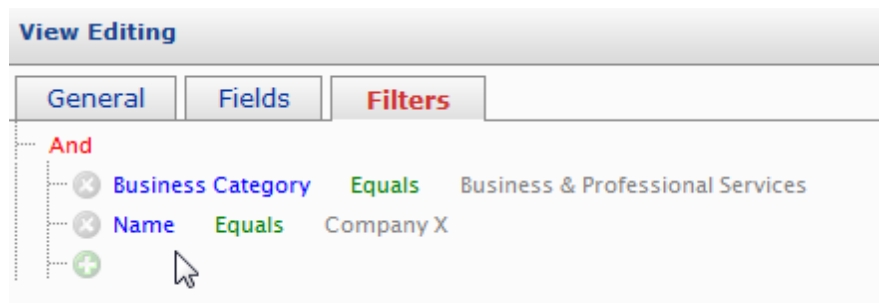 View Editing
General Fields Filters
And
Business Category Equals Business & Professional Services
Name Equals Company X